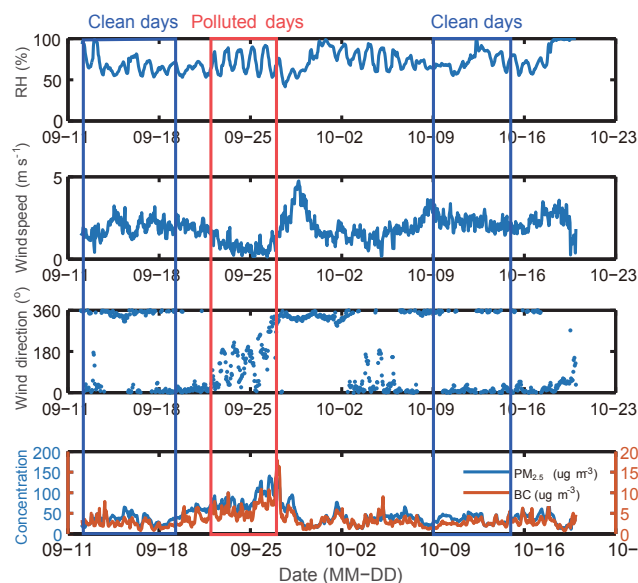 Clean days Polluted days Clean days
100
50
0
RH (%)
09-11 09-18 09-25 10-02 10-09 10-16 10-23
5
0
Windspeed (m s-1)
09-11 09-18 09-25 10-02 10-09 10-16 10-23
360
180
0
Wind direction (o)
09-11 09-18 09-25 10-02 10-09 10-16 10-23
200
150
100
50
0
Concentration
PM2.5 (ug m-3)
BC (ug m-3)
20
15
10
5
0
09-11 09-18 09-25 10-02 10-09 10-16 10-
Date (MM-DD)